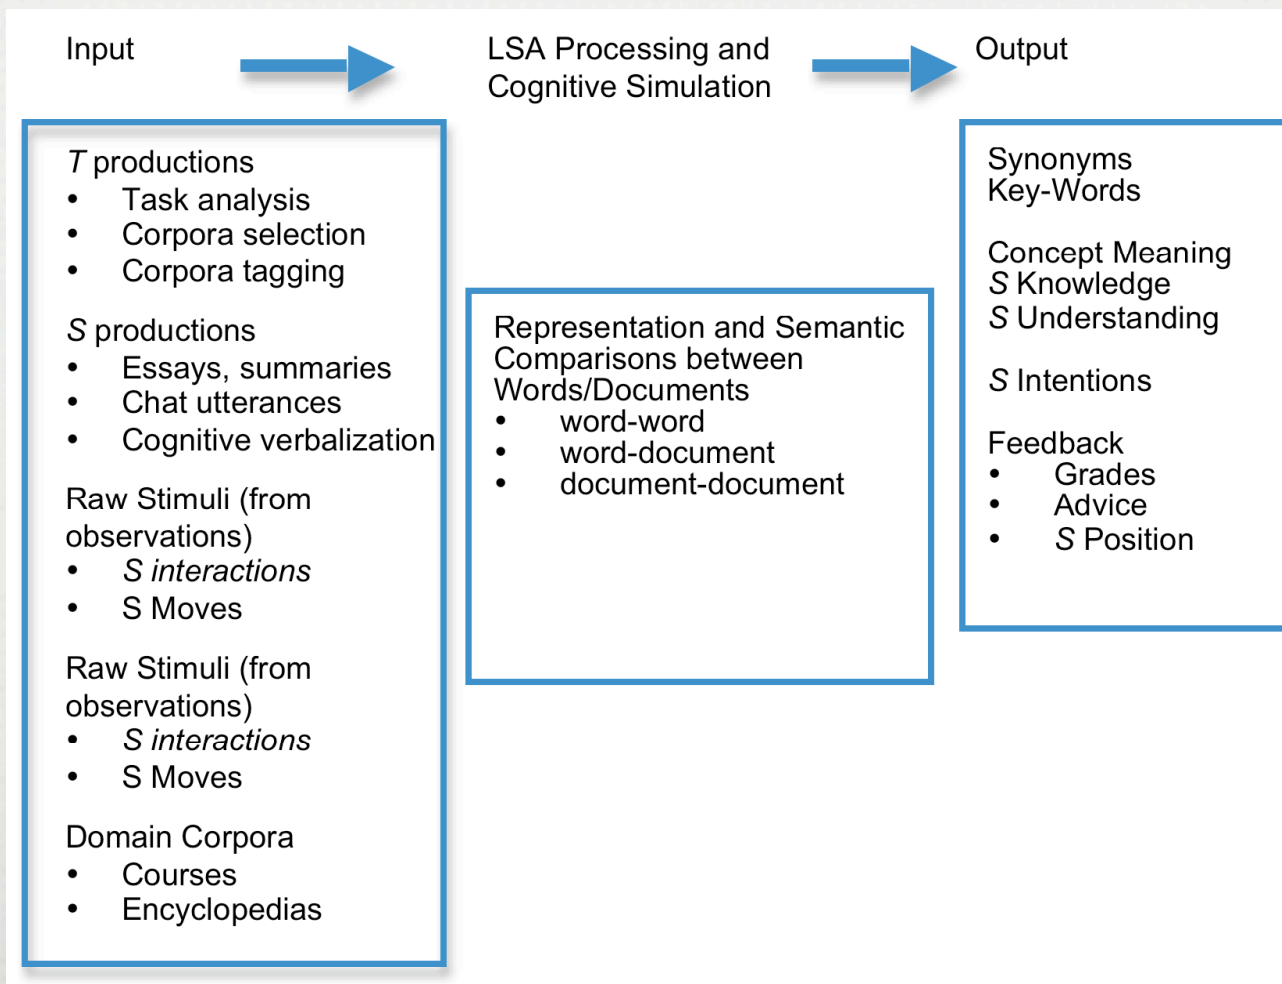 Input
LSA Processing and
Cognitive Simulation
Output
T productions
• Task analysis
• Corpora selection
• Corpora tagging
S productions
• Essays, summaries
• Chat utterances
• Cognitive verbalization
Raw Stimuli (from
observations)
• S interactions
• S Moves
Raw Stimuli (from
observations)
• S interactions
• S Moves
Domain Corpora
• Courses
• Encyclopedias
Representation and Semantic
Comparisons between
Words/Documents
• word-word
• word-document
• document-document
Synonyms
Key-Words
Concept Meaning
S Knowledge
S Understanding
S Intentions
Feedback
• Grades
• Advice
• S Position